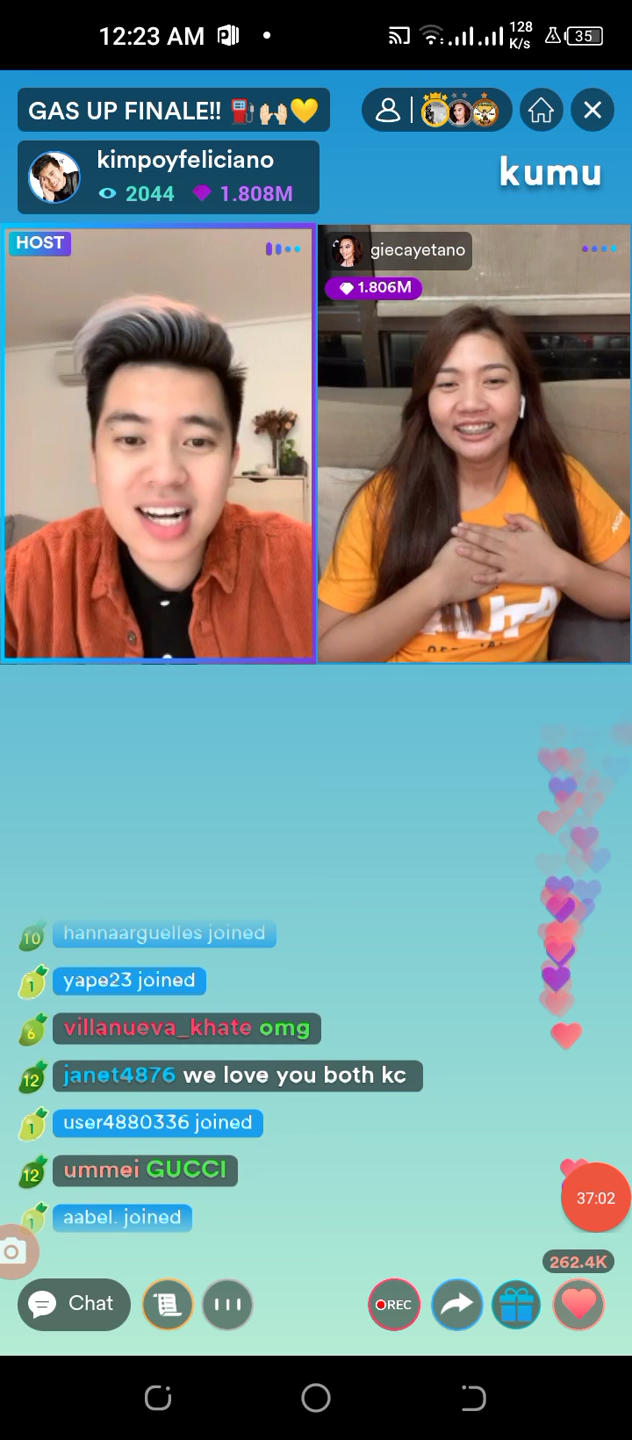 12:23 AM
128
K/s
35
GAS UP FINALE!! ⛽🙌🏻💛
kimpoyfeliciano
2044 1.808M
kumu
HOST
giecayetano
1.806M
10 hannaarguelles joined
1 yape23 joined
6 villanueva_khate omg
12 janet4876 we love you both kc
1 user4880336 joined
12 ummei GUCCI
1 aabel. joined
37:02
262.4K
Chat
REC